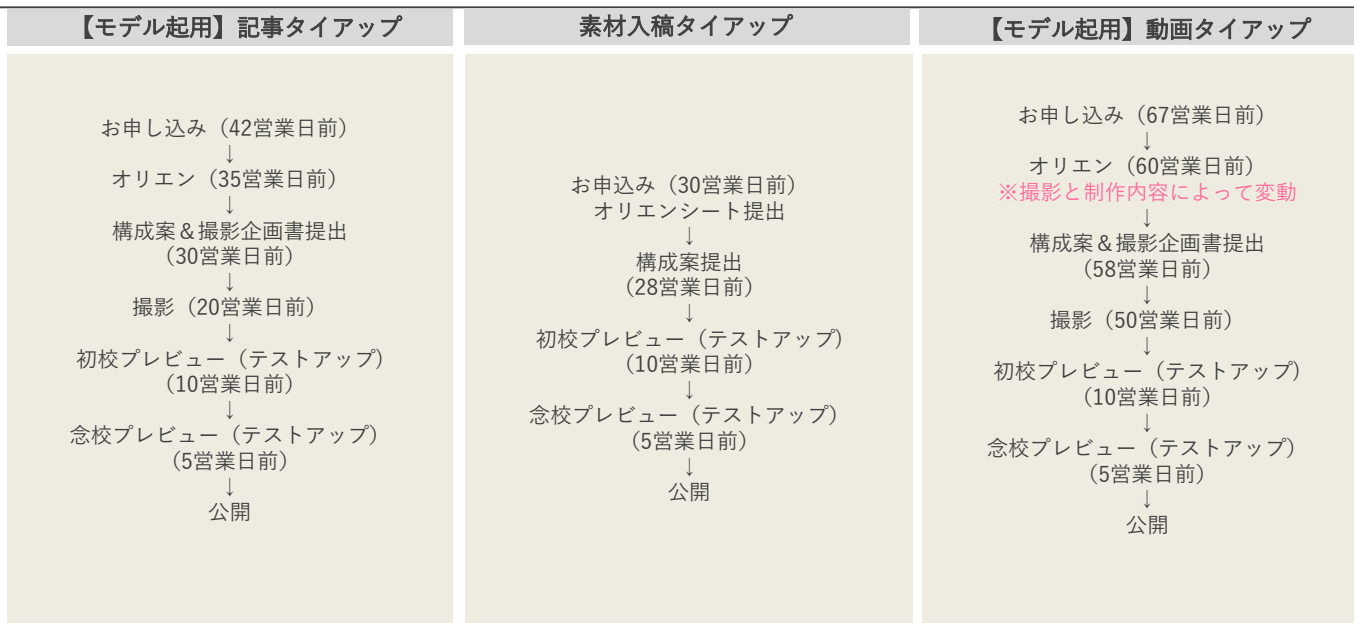 【モデル起用】記事タイアップ
お申し込み（42営業日前）
↓
オリエン（35営業日前）
↓
構成案＆撮影企画書提出
（30営業日前）
↓
撮影（20営業日前）
↓
初校プレビュー（テストアップ）
（10営業日前）
↓
念校プレビュー（テストアップ）
（5営業日前）
↓
公開
素材入稿タイアップ
お申込み（30営業日前）
オリエンシート提出
↓
構成案提出
（28営業日前）
↓
初校プレビュー（テストアップ）
（10営業日前）
↓
念校プレビュー（テストアップ）
（5営業日前）
↓
公開
【モデル起用】動画タイアップ
お申し込み（67営業日前）
↓
オリエン（60営業日前）
※撮影と制作内容によって変動
↓
構成案＆撮影企画書提出
（58営業日前）
↓
撮影（50営業日前）
↓
初校プレビュー（テストアップ）
（10営業日前）
↓
念校プレビュー（テストアップ）
（5営業日前）
↓
公開